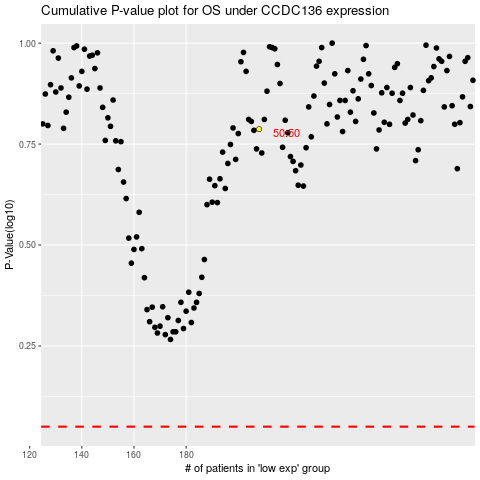 Cumulative P-value plot for OS under CCDC136 expression
P-Value(log10)
1.00
0.75
0.50
0.25
50:50
120 140 160 180
# of patients in 'low exp' group